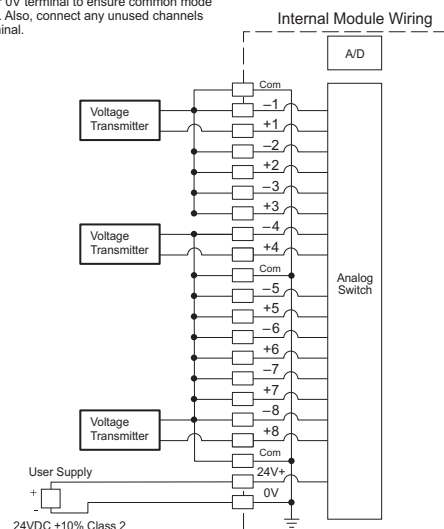 0V terminal to ensure common mode
. Also, connect any unused channels
minal.
Internal Module Wiring
A/D
Com
–1
+1
–2
+2
–3
+3
–4
+4
Com
–5
+5
–6
+6
–7
+7
–8
+8
Com
24V+
0V
Voltage
Transmitter
Voltage
Transmitter
Voltage
Transmitter
Analog
Switch
User Supply
+
-
24VDC +10% Class 2